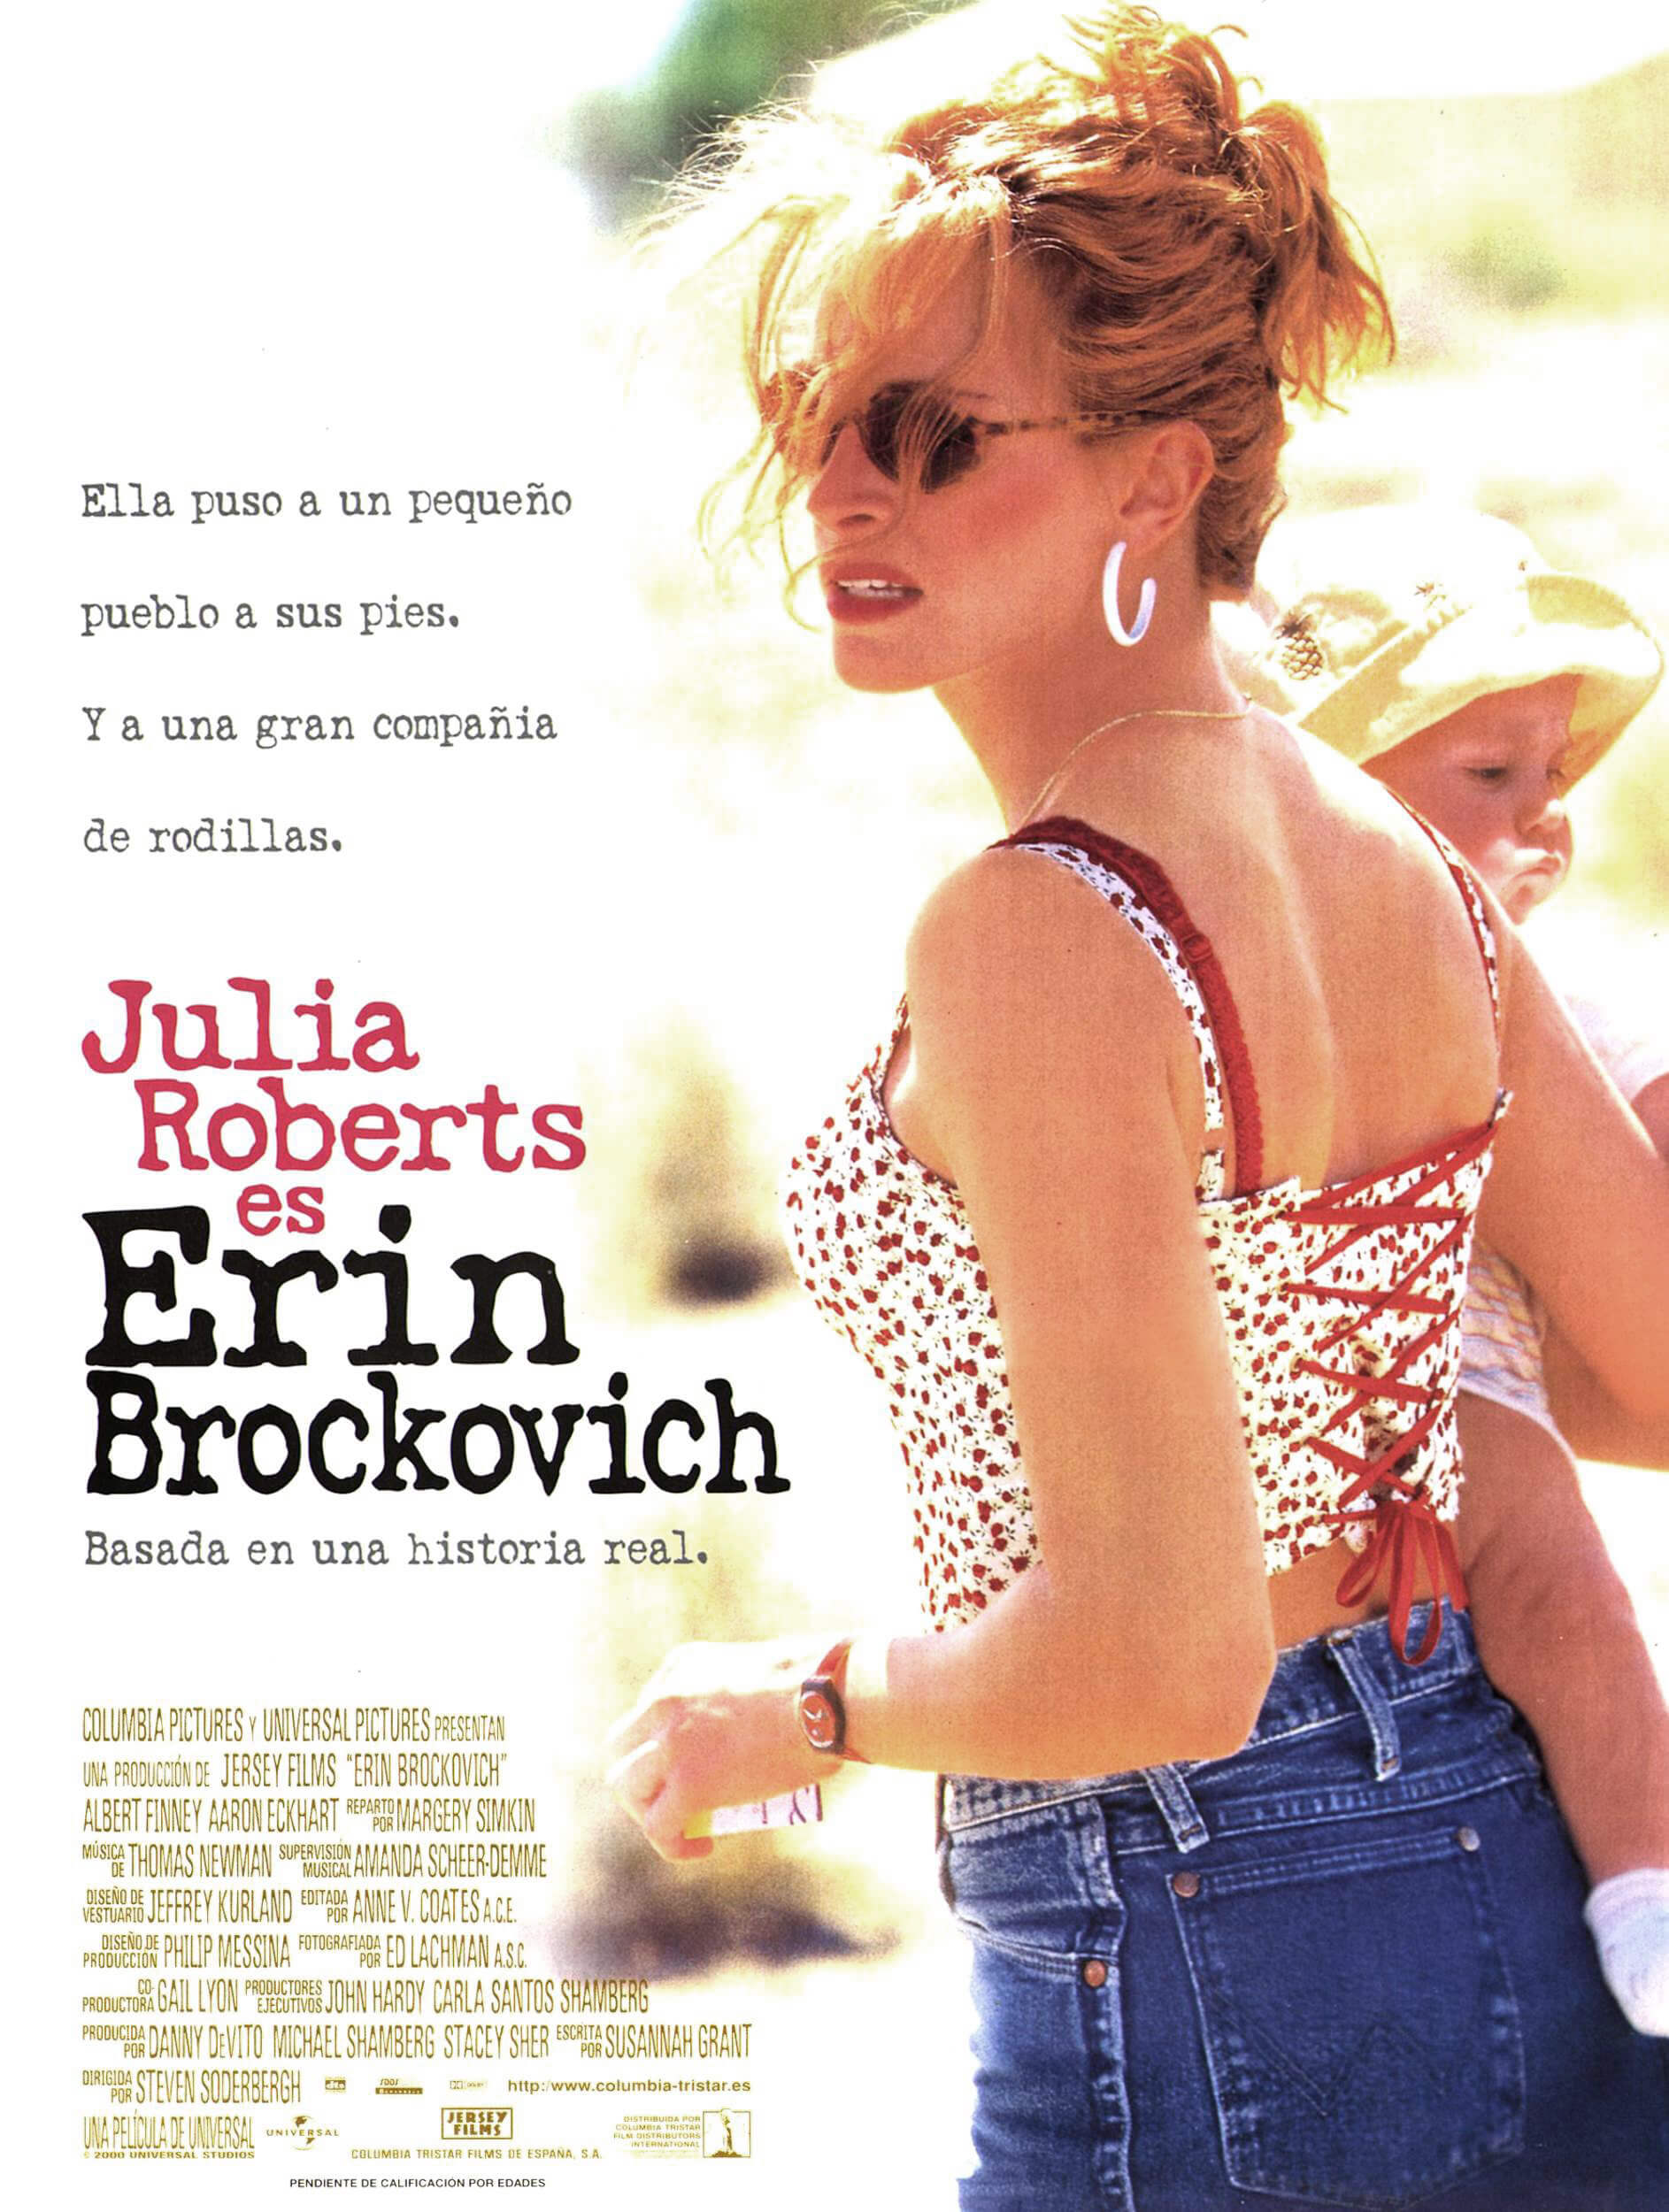 Ella puso a un pequeño
pueblo a sus pies.
Y a una gran compañia
de rodillas.
Julia
Roberts
es
Erin
Brockovich
Basada en una historia real.
COLUMBIA PICTURES Y UNIVERSAL PICTURES PRESENTAN
UNA PRODUCCIÓN DE JERSEY FILMS "ERIN BROCKOVICH"
ALBERT FINNEY AARON ECKHART REPARTO POR MARGERY SIMKIN
MÚSICA DE THOMAS NEWMAN SUPERVISIÓN MUSICAL AMANDA SCHEER-DEMME
DISEÑO DE VESTUARIO JEFFREY KURLAND EDITADA POR ANNE V. COATES A.C.E.
DISEÑO DE PRODUCCIÓN PHILIP MESSINA FOTOGRAFIADA POR ED LACHMAN A.S.C.
CO-PRODUCTORA GAIL LYON PRODUCTORES EJECUTIVOS JOHN HARDY CARLA SANTOS SHAMBERG
PRODUCIDA POR DANNY DeVITO MICHAEL SHAMBERG STACEY SHER ESCRITA POR SUSANNAH GRANT
DIRIGIDA POR STEVEN SODERBERGH dts SDDS http:/www.columbia-tristar.es
UNA PELÍCULA DE UNIVERSAL UNIVERSAL JERSEY FILMS DISTRIBUIDA POR COLUMBIA TRISTAR FILM DISTRIBUTORS INTERNATIONAL
© 2000 UNIVERSAL STUDIOS COLUMBIA TRISTAR FILMS DE ESPAÑA, S.A.
PENDIENTE DE CALIFICACIÓN POR EDADES